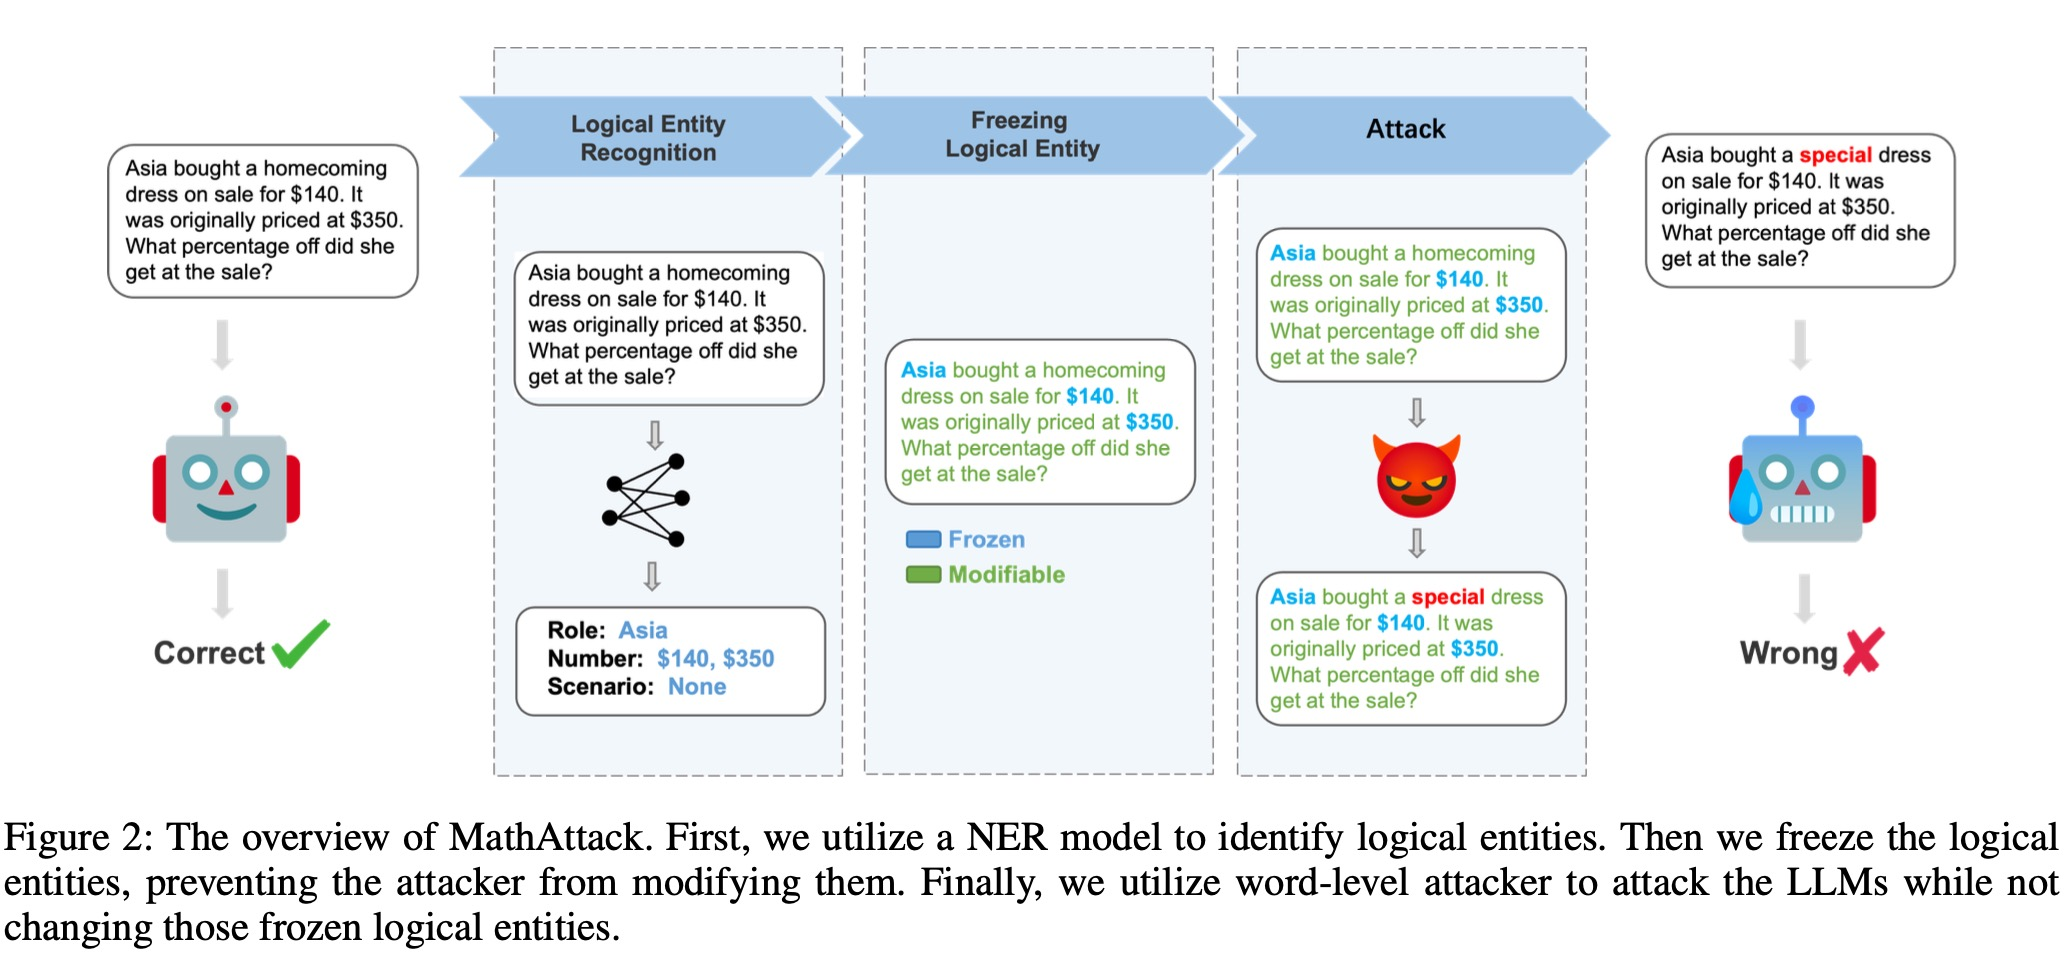 Asia bought a homecoming
dress on sale for $140. It
was originally priced at $350.
What percentage off did she
get at the sale?
Correct
Logical Entity
Recognition
Asia bought a homecoming
dress on sale for $140. It
was originally priced at $350.
What percentage off did she
get at the sale?
Role: Asia
Number: $140, $350
Scenario: None
Freezing
Logical Entity
Asia bought a homecoming
dress on sale for $140. It
was originally priced at $350.
What percentage off did she
get at the sale?
Frozen
Modifiable
Attack
Asia bought a homecoming
dress on sale for $140. It
was originally priced at $350.
What percentage off did she
get at the sale?
Asia bought a special dress
on sale for $140. It was
originally priced at $350.
What percentage off did she
get at the sale?
Asia bought a special dress
on sale for $140. It was
originally priced at $350.
What percentage off did she
get at the sale?
Wrong
Figure 2: The overview of MathAttack. First, we utilize a NER model to identify logical entities. Then we freeze the logical
entities, preventing the attacker from modifying them. Finally, we utilize word-level attacker to attack the LLMs while not
changing those frozen logical entities.